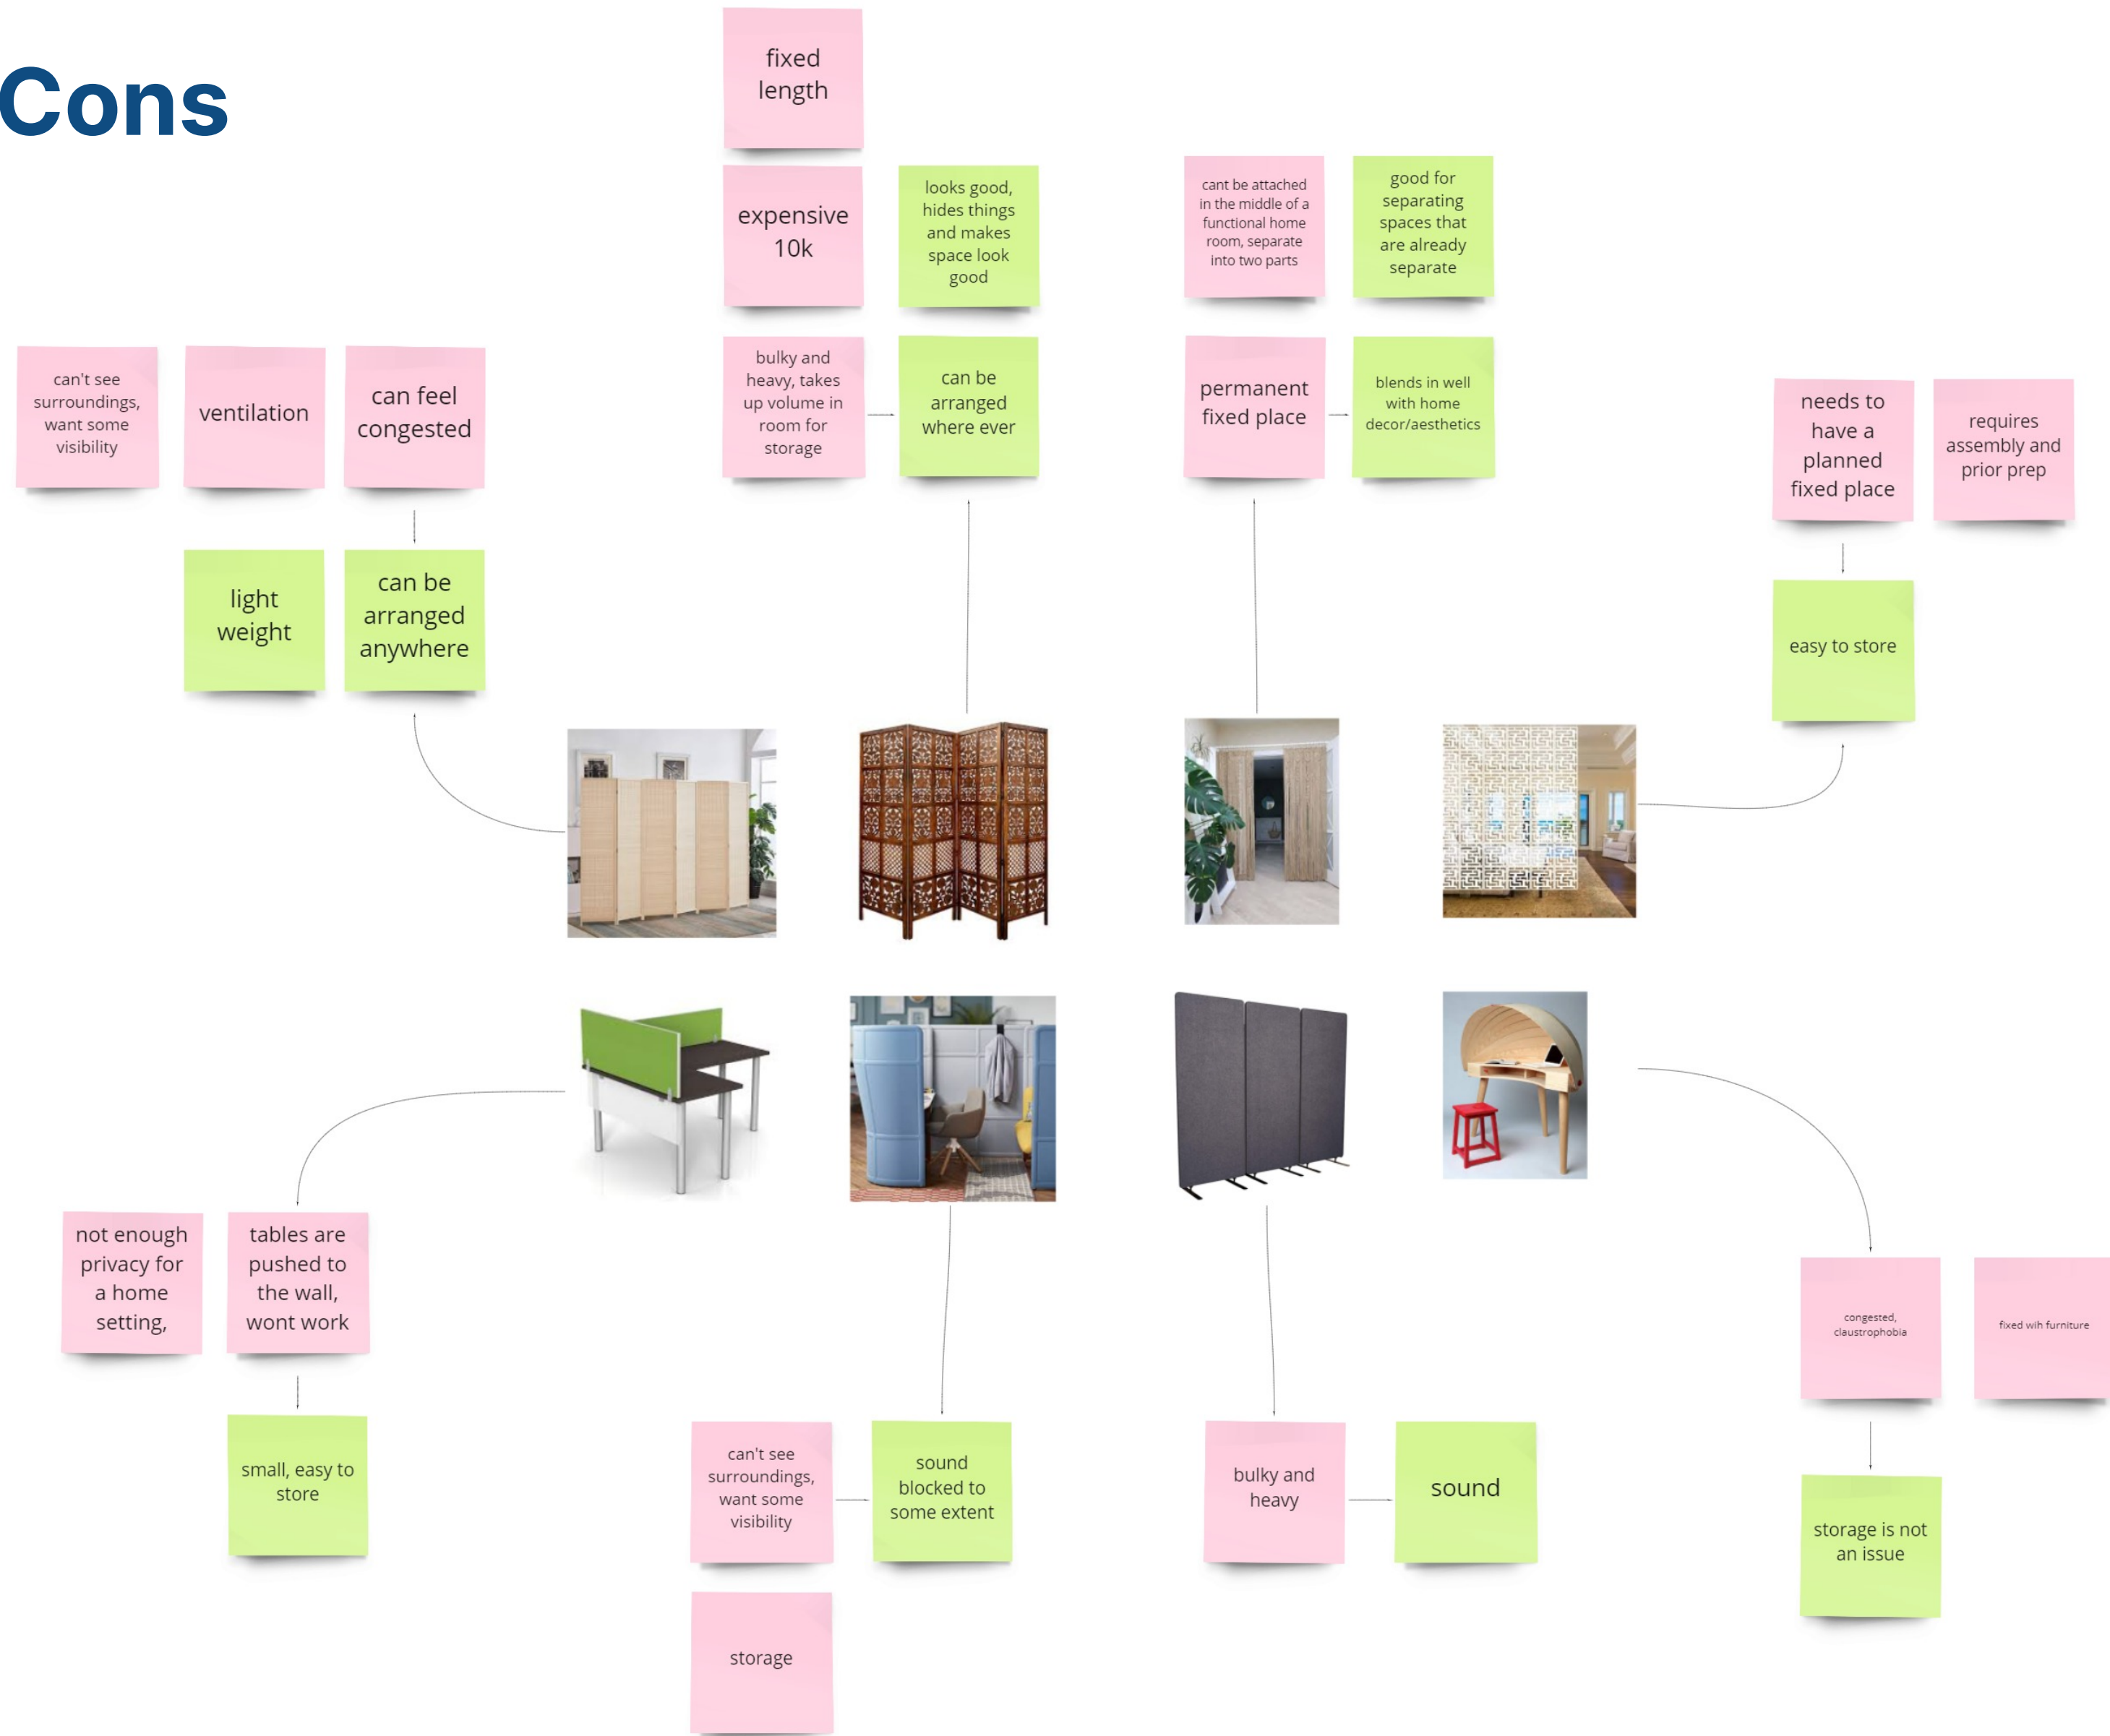 Cons
fixed
length
expensive
10k
looks good,
hides things
and makes
space look
good
cant be attached
in the middle of a
functional home
room, separate
into two parts
good for
separating
spaces that
are already
separate
can't see
surroundings,
want some
visibility
ventilation
can feel
congested
bulky and
heavy, takes
up volume in
room for
storage
can be
arranged
where ever
permanent
fixed place
blends in well
with home
decor/aesthetics
needs to
have a
planned
fixed place
requires
assembly and
prior prep
light
weight
can be
arranged
anywhere
easy to store
not enough
privacy for
a home
setting,
tables are
pushed to
the wall,
wont work
congested,
claustrophobia
fixed wih furniture
small, easy to
store
can't see
surroundings,
want some
visibility
sound
blocked to
some extent
bulky and
heavy
sound
storage is not
an issue
storage